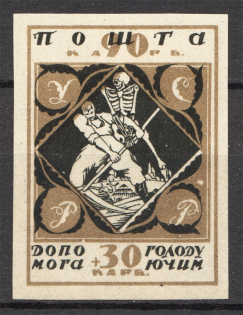 пошта
90
КАРБ.
У С
Р Р
ДОПО ГОЛОДУ
МОГА ЮЧИМ
+30
КАРБ.